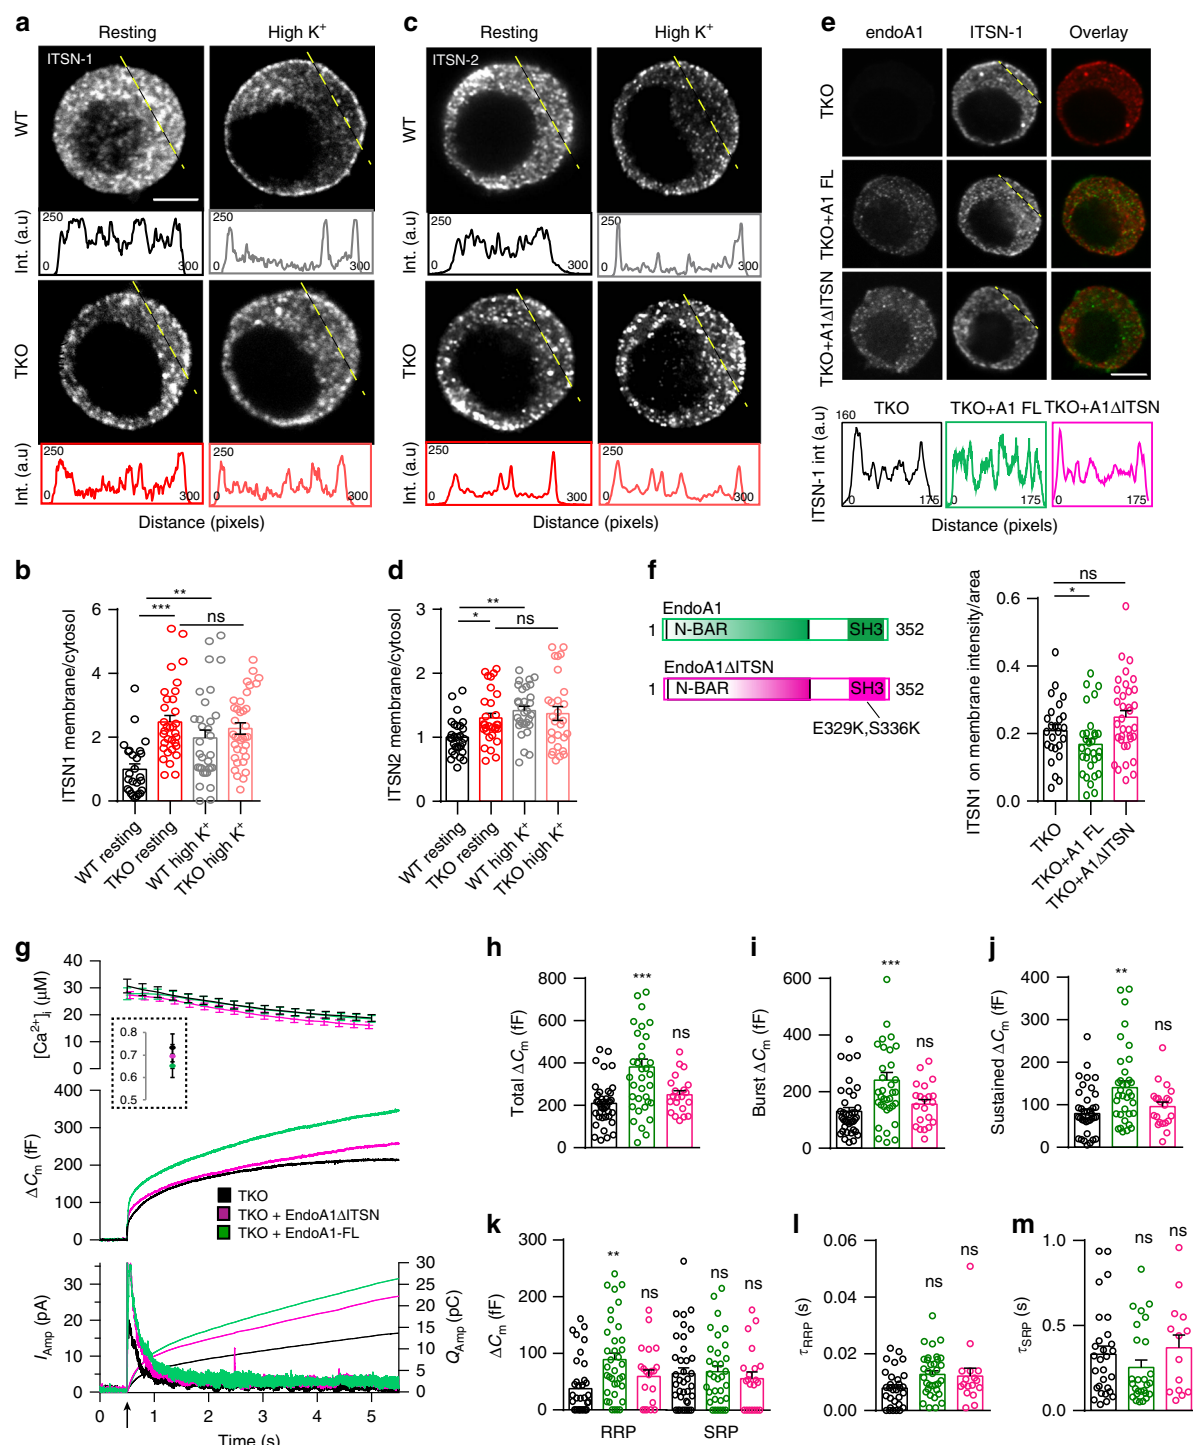 a
Resting
High K+
ITSN-1
WT
Int. (a.u)
250
0
300
250
0
300
TKO
Int. (a.u)
250
0
300
250
0
300
Distance (pixels)
c
Resting
High K+
ITSN-2
WT
Int. (a.u)
250
0
300
250
0
300
TKO
Int. (a.u)
250
0
300
250
0
300
Distance (pixels)
e
endoA1
ITSN-1
Overlay
TKO
TKO+A1 FL
TKO+A1ΔITSN
TKO
TKO+A1 FL
TKO+A1ΔITSN
ITSN-1 Int (a.u)
160
0
175
0
175
0
175
Distance (pixels)
b
ITSN1 membrane/cytosol
6
4
2
0
**
***
ns
WT resting
TKO resting
WT high K+
TKO high K+
d
ITSN2 membrane/cytosol
3
2
1
0
**
*
ns
WT resting
TKO resting
WT high K+
TKO high K+
f
EndoA1
1
N-BAR
SH3
352
EndoA1ΔITSN
1
N-BAR
SH3
352
E329K,S336K
ITSN1 on membrane intensity/area
0.6
0.4
0.2
0.0
ns
*
TKO
TKO+A1 FL
TKO+A1ΔITSN
g
[Ca2+]i (μM)
40
30
20
10
0
0.8
0.7
0.6
0.5
ΔCm (fF)
400
300
200
100
0
TKO
TKO + EndoA1ΔITSN
TKO + EndoA1-FL
IAmp (pA)
30
20
10
0
QAmp (pC)
30
25
20
15
10
5
0
0
1
2
3
4
5
Time (s)
h
Total ΔCm (fF)
800
600
400
200
0
***
ns
i
Burst ΔCm (fF)
600
400
200
0
***
ns
j
Sustained ΔCm (fF)
400
300
200
100
0
**
ns
k
ΔCm (fF)
300
200
100
0
**
ns
ns
ns
RRP
SRP
l
τRRP (s)
0.06
0.04
0.02
0.00
ns
ns
m
τSRP (s)
1.0
0.5
0.0
ns
ns